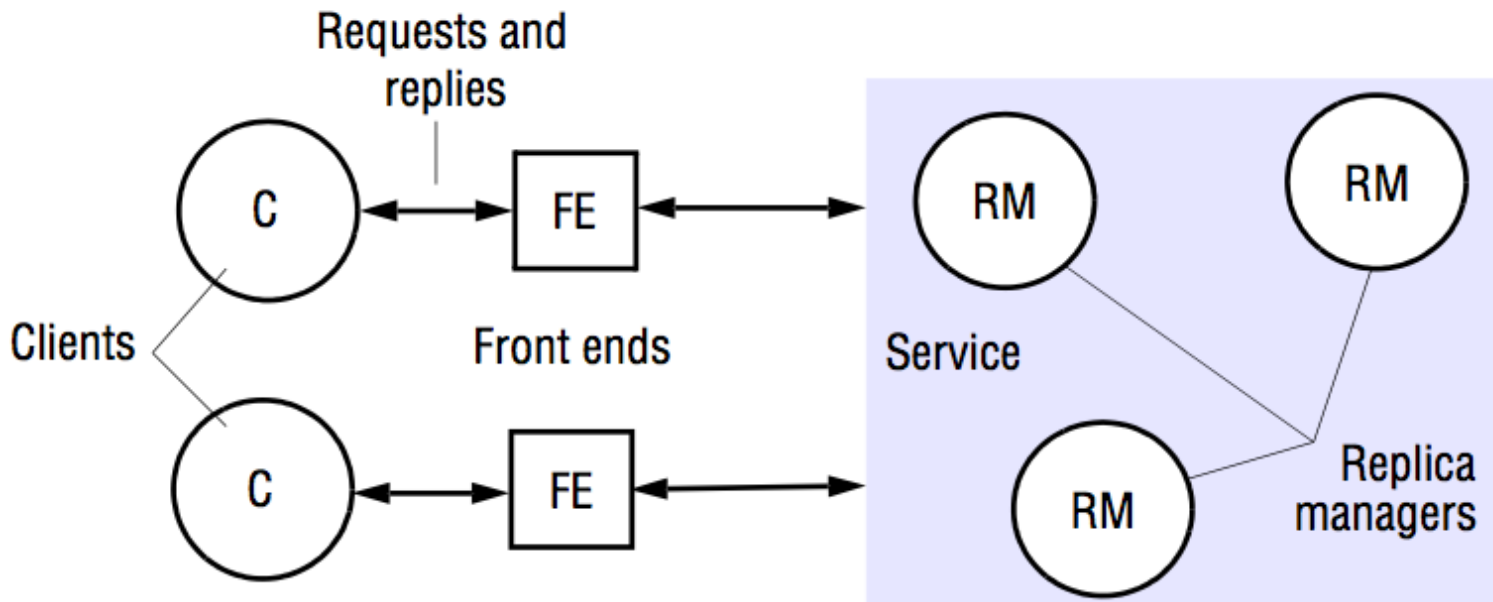 Requests and
replies
C
FE
RM
RM
Clients
Front ends
Service
C
FE
RM
Replica
managers